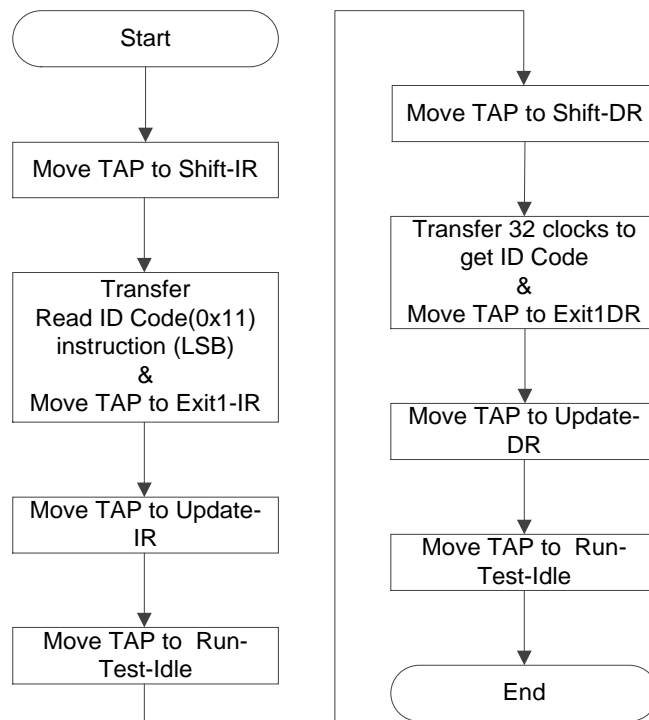 Start
Move TAP to Shift-IR
Transfer
Read ID Code(0x11)
instruction (LSB)
&
Move TAP to Exit1-IR
Move TAP to Update-
IR
Move TAP to Run-
Test-Idle
Move TAP to Shift-DR
Transfer 32 clocks to
get ID Code
&
Move TAP to Exit1DR
Move TAP to Update-
DR
Move TAP to Run-
Test-Idle
End